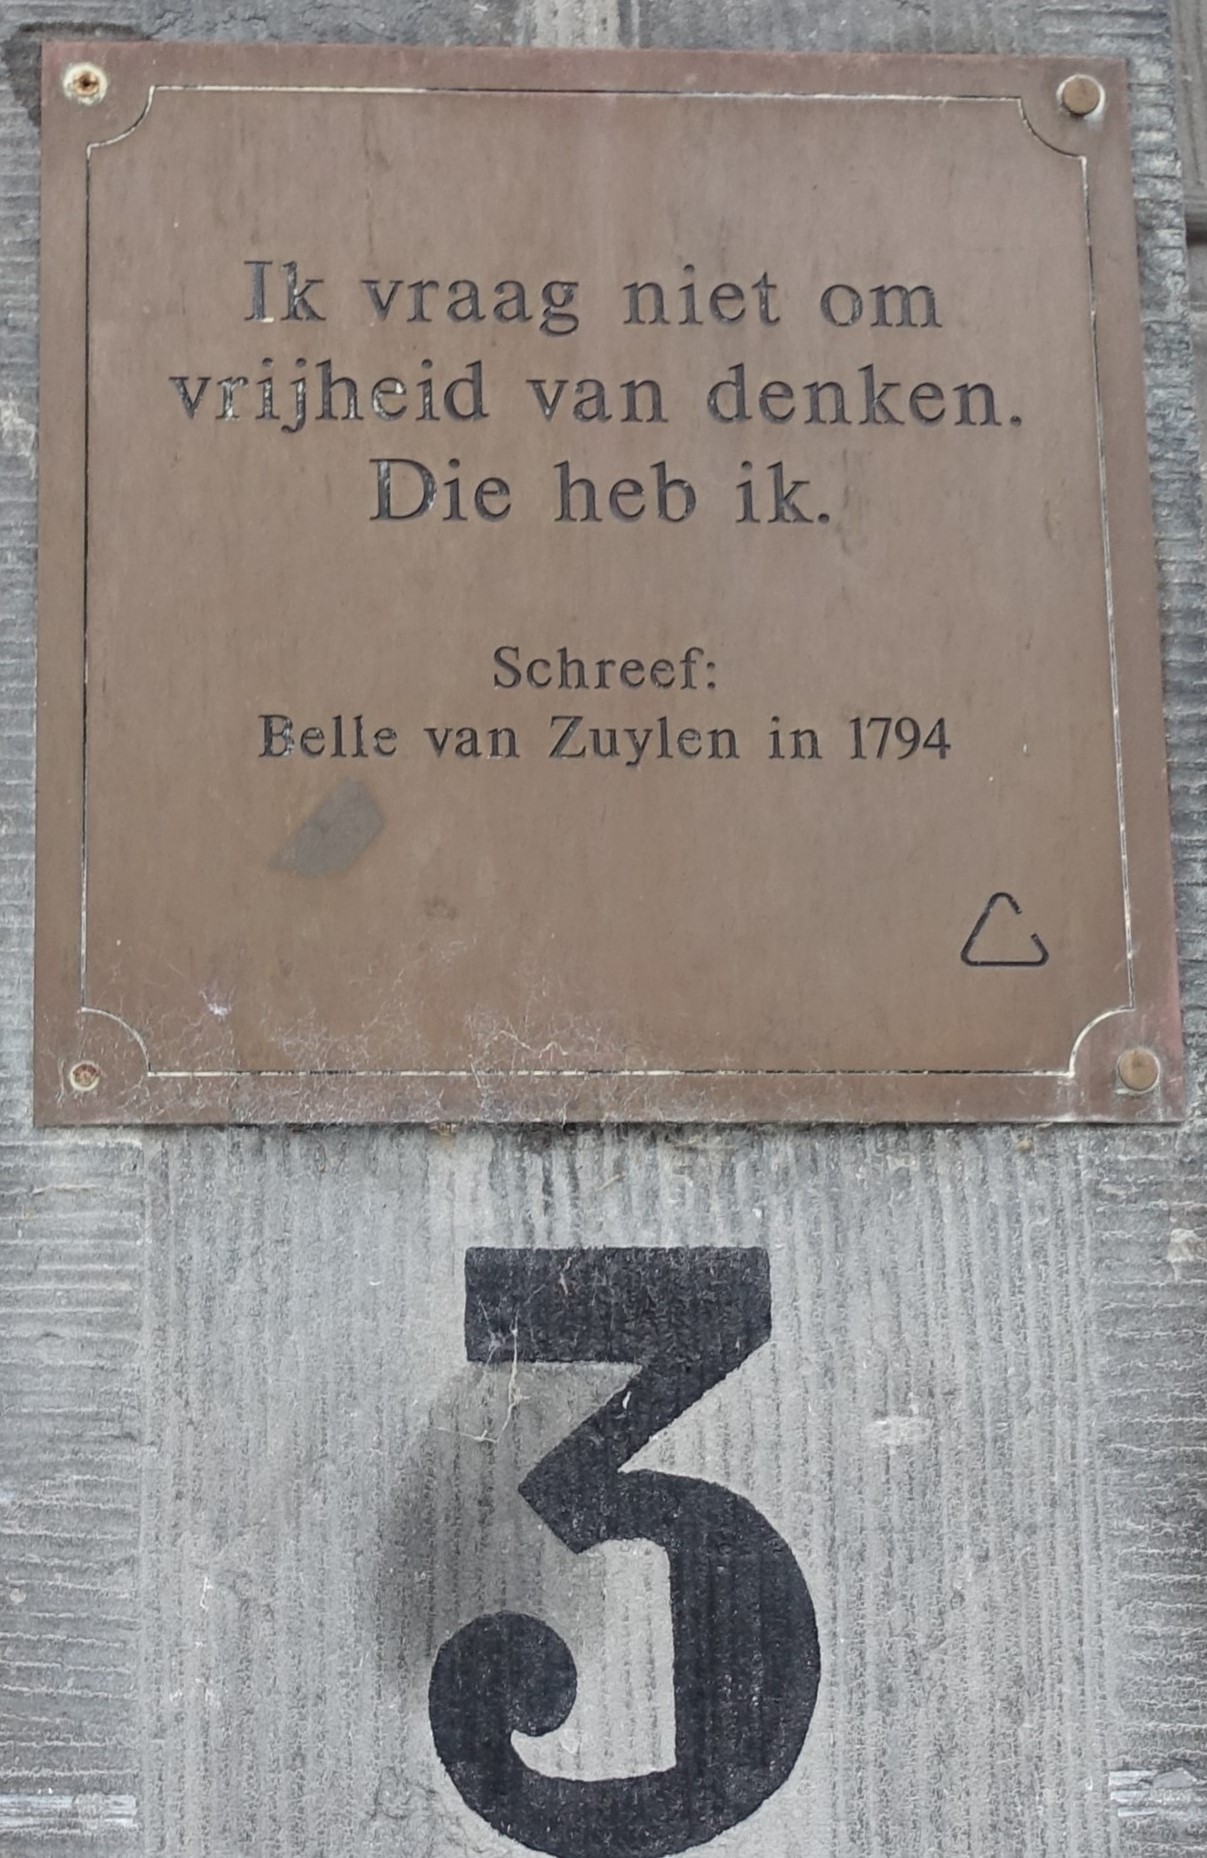 Ik vraag niet om
vrijheid van denken.
Die heb ik.
Schreef:
Belle van Zuylen in 1794
3